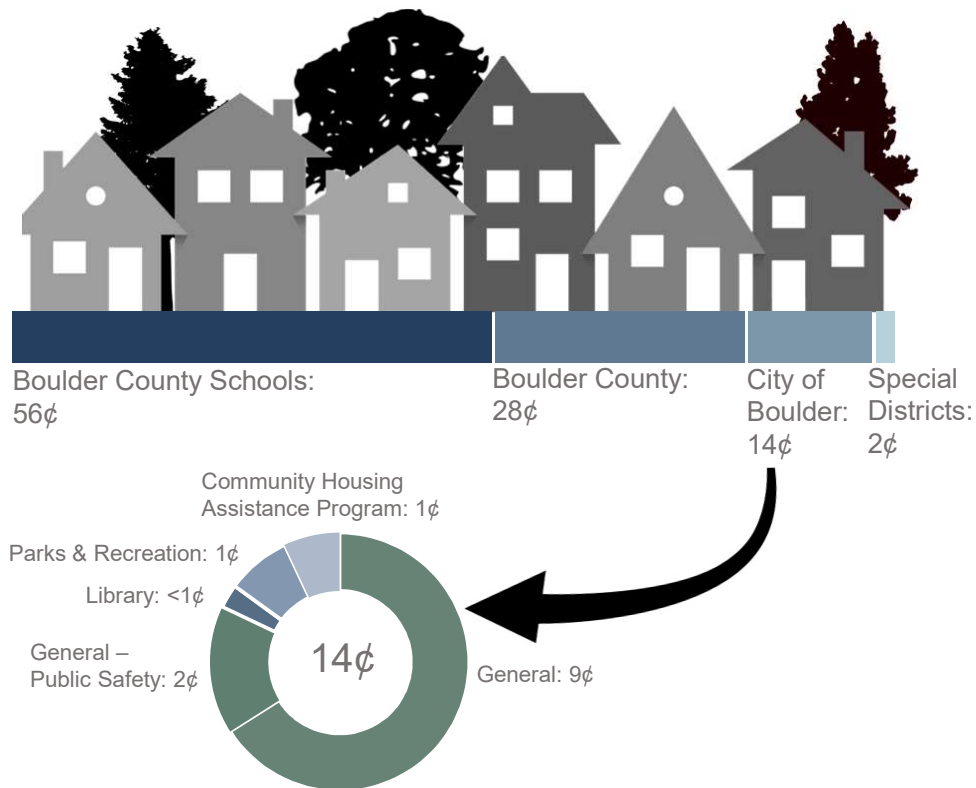 Boulder County Schools:
56¢
Boulder County:
28¢
City of
Boulder:
14¢
Special
Districts:
2¢
Community Housing
Assistance Program: 1¢
Parks & Recreation: 1¢
Library: <1¢
General –
Public Safety: 2¢
14¢
General: 9¢